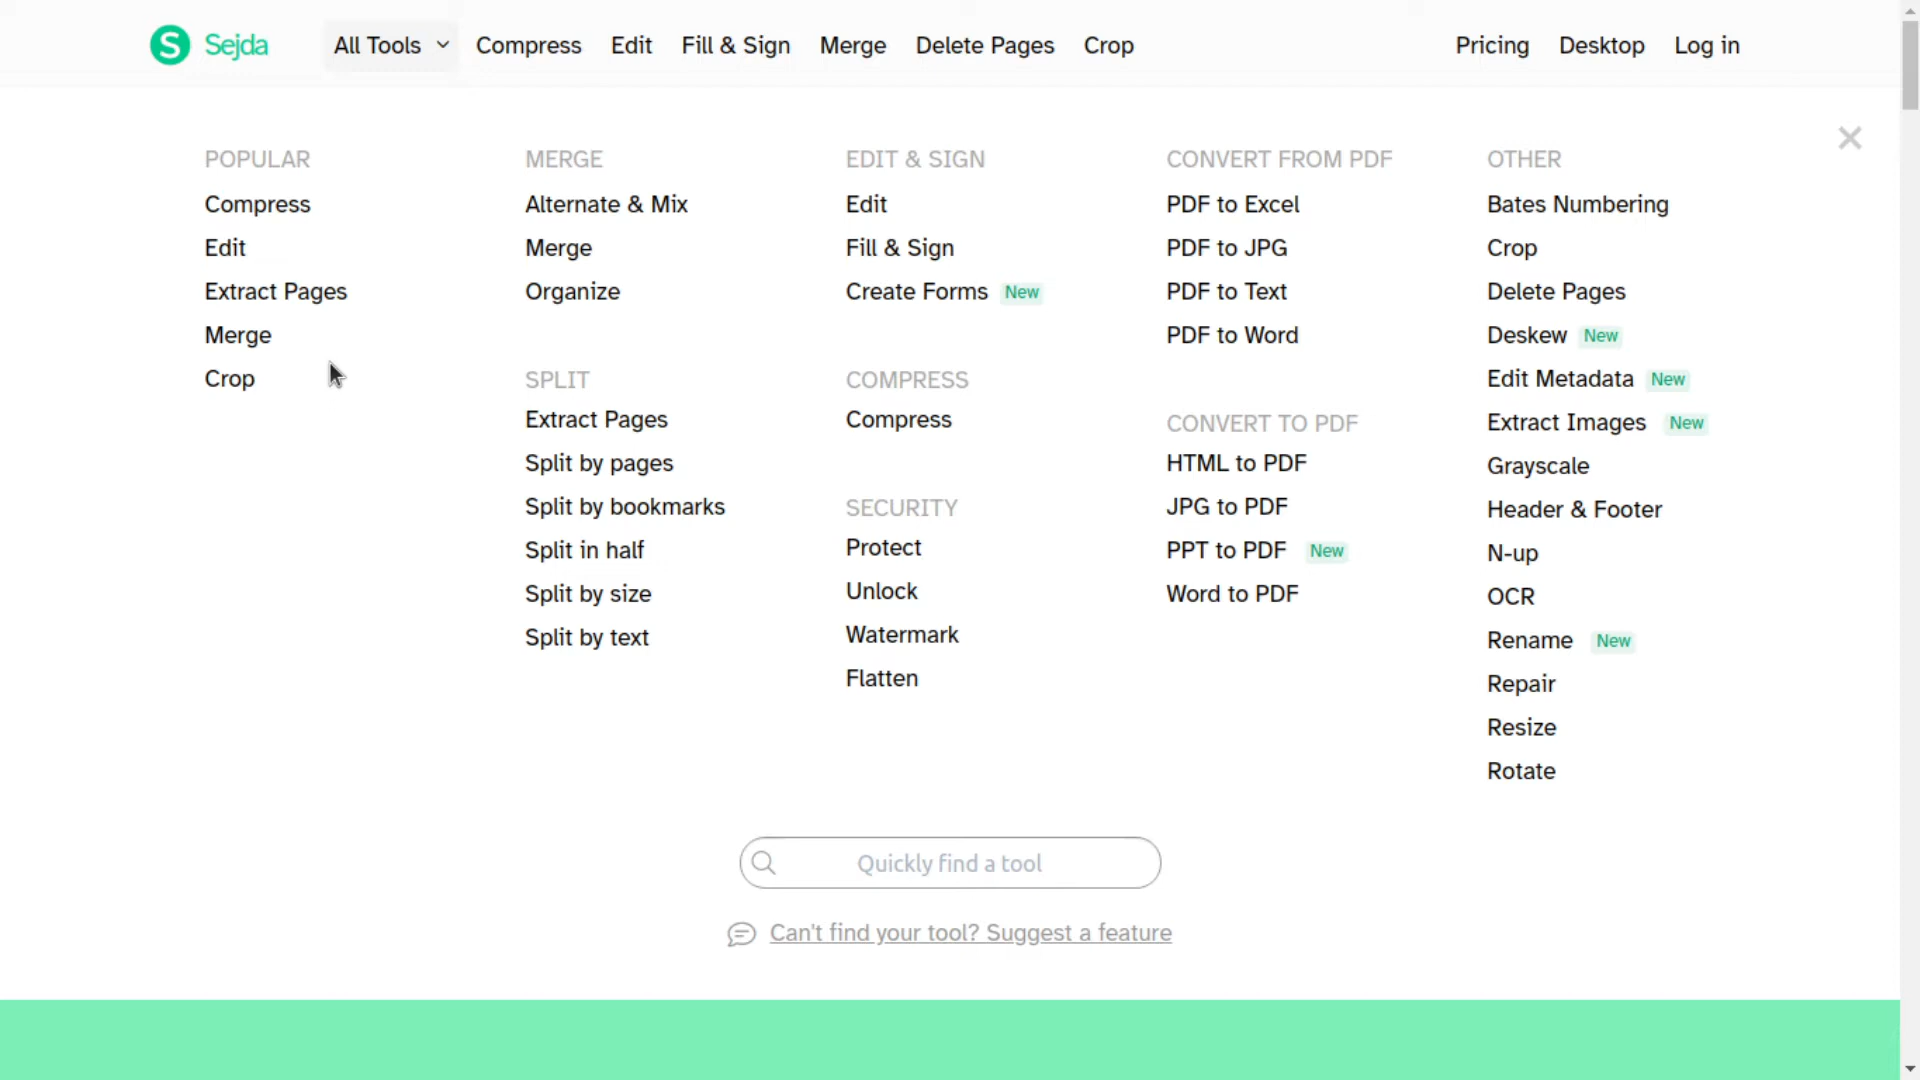 S Sejda
All Tools Compress Edit Fill & Sign Merge Delete Pages Crop Pricing Desktop Log in
POPULAR
Compress
Edit
Extract Pages
Merge
Crop
MERGE
Alternate & Mix
Merge
Organize
SPLIT
Extract Pages
Split by pages
Split by bookmarks
Split in half
Split by size
Split by text
EDIT & SIGN
Edit
Fill & Sign
Create Forms New
COMPRESS
Compress
SECURITY
Protect
Unlock
Watermark
Flatten
CONVERT FROM PDF
PDF to Excel
PDF to JPG
PDF to Text
PDF to Word
CONVERT TO PDF
HTML to PDF
JPG to PDF
PPT to PDF New
Word to PDF
OTHER
Bates Numbering
Crop
Delete Pages
Deskew New
Edit Metadata New
Extract Images New
Grayscale
Header & Footer
N-up
OCR
Rename New
Repair
Resize
Rotate
Quickly find a tool
Can't find your tool? Suggest a feature